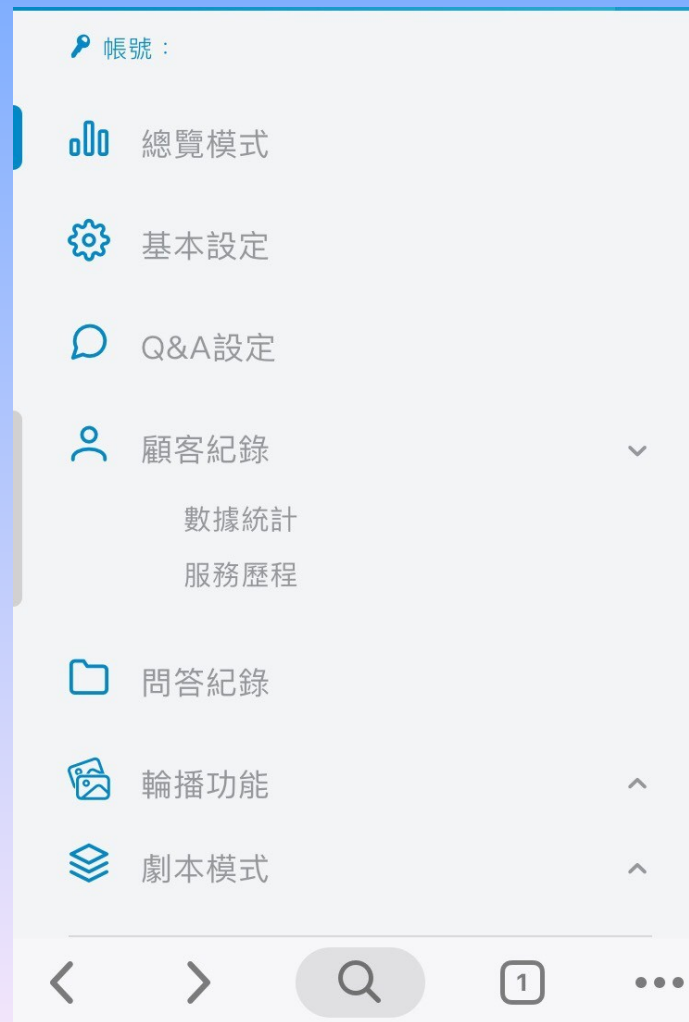 帳號：
總覽模式
基本設定
Q&A設定
顧客紀錄
數據統計
服務歷程
問答紀錄
輪播功能
劇本模式
1